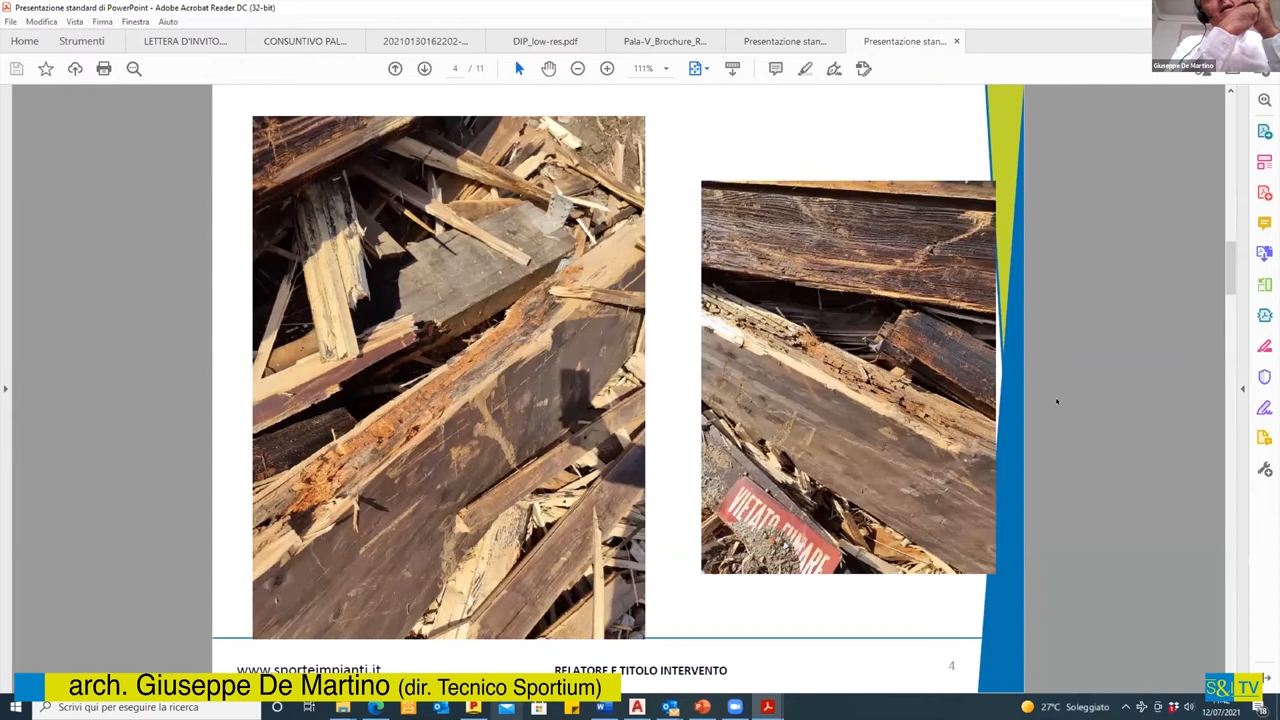 Presentazione standard di PowerPoint - Adobe Acrobat Reader DC (32-bit)
File Modifica Vista Firma Finestra Aiuto
Home Strumenti LETTERA D'INVITO.... CONSUNTIVO PAL... 20210130162202-... DIP_low-res.pdf Pala-V_Brochure_R... Presentazione stan... Presentazione stan... ×
4 / 11 111%
Giuseppe De Martino
VIETATO FUMARE
www.sporteimpianti.it RELATORE E TITOLO INTERVENTO 4
arch. Giuseppe De Martino (dir. Tecnico Sportium)
S&I TV
Scrivi qui per eseguire la ricerca 27°C Soleggiato
12/07/2021 18